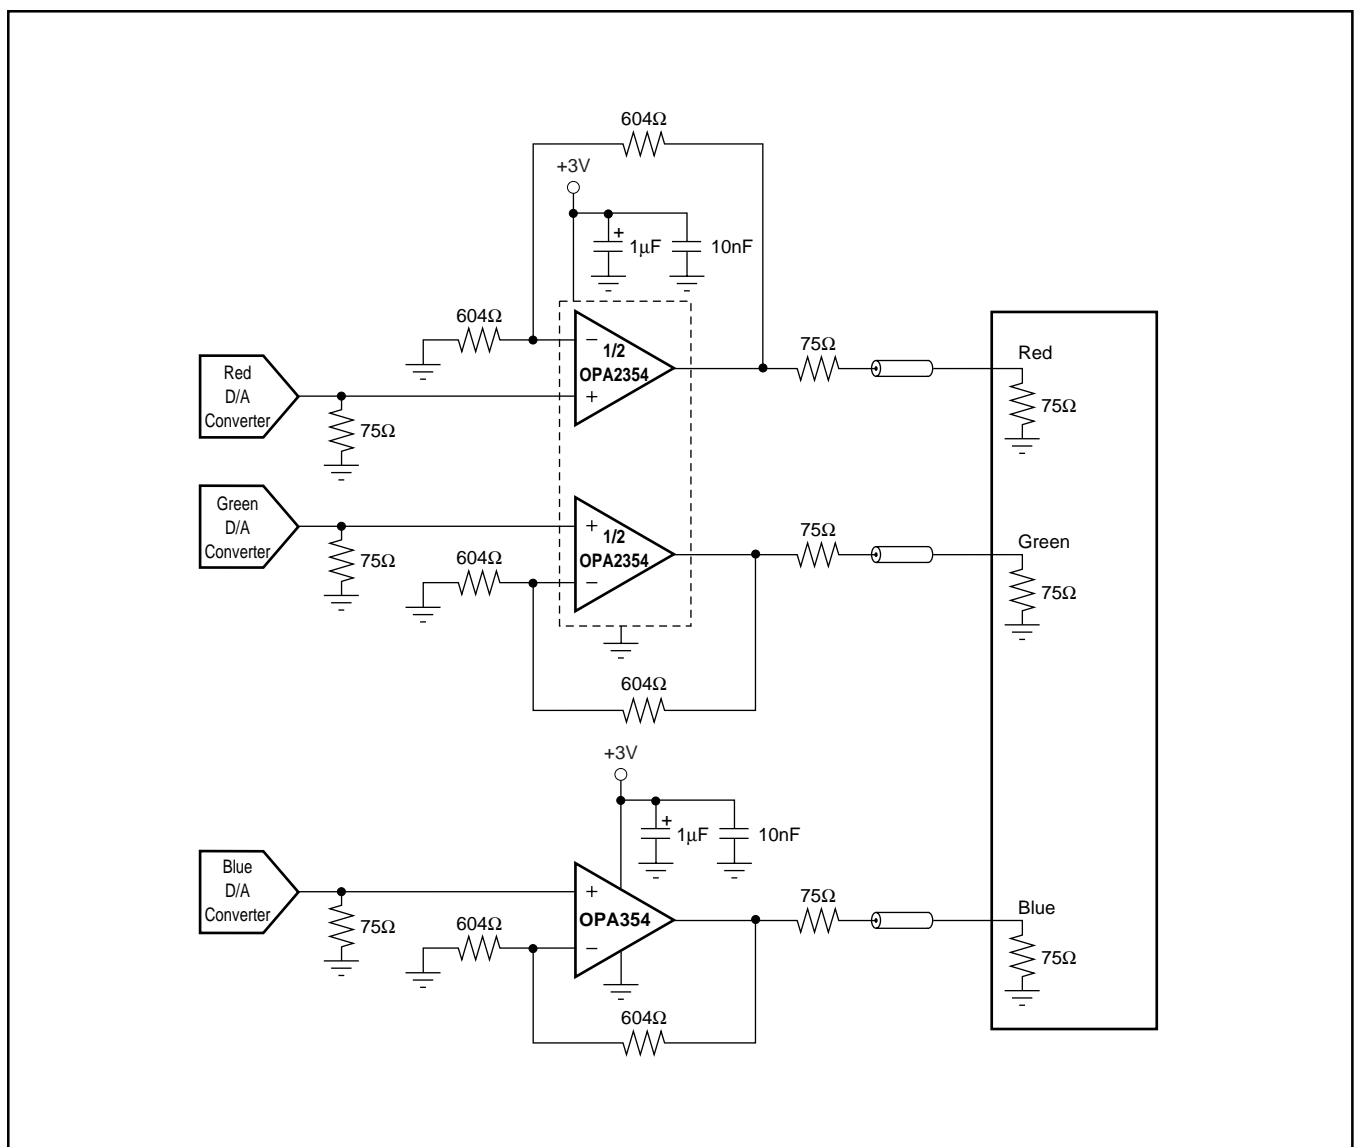 604Ω
+3V
+
1μF
10nF
604Ω
−
1/2
OPA2354
+
75Ω
Red
75Ω
Red
D/A
Converter
75Ω
Green
D/A
Converter
75Ω
+
1/2
OPA2354
−
604Ω
75Ω
Green
75Ω
604Ω
+3V
+
1μF
10nF
Blue
D/A
Converter
75Ω
604Ω
+
OPA354
−
75Ω
Blue
75Ω
604Ω